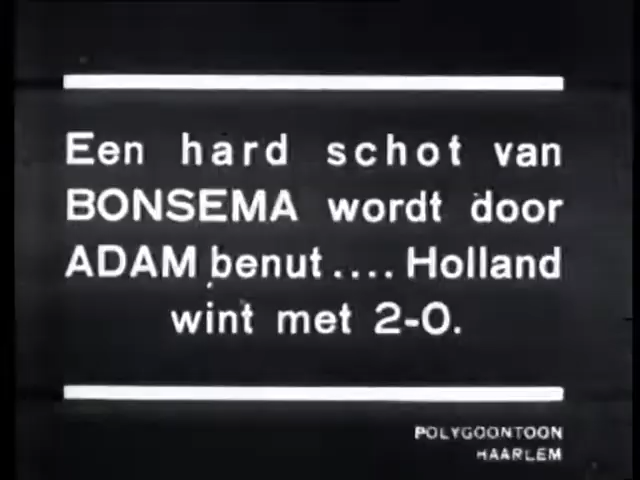 Een hard schot van
BONSEMA wordt door
ADAM benut.... Holland
wint met 2-0.
POLYGOONTOON
HAARLEM